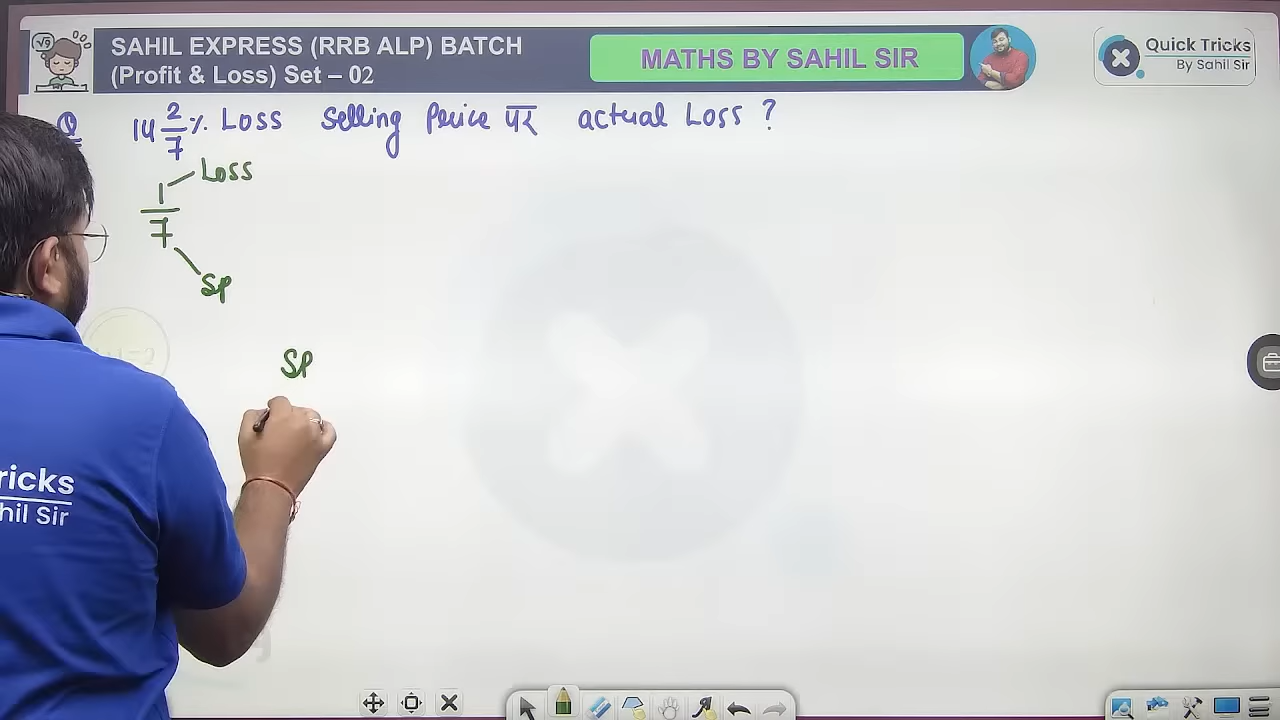 SAHIL EXPRESS (RRB ALP) BATCH
(Profit & Loss) Set – 02
MATHS BY SAHIL SIR
Quick Tricks
By Sahil Sir
√9
Q 14 2/7 % Loss Selling Price पर actual Loss ?
1 Loss
7
SP
SP
ricks
hil Sir